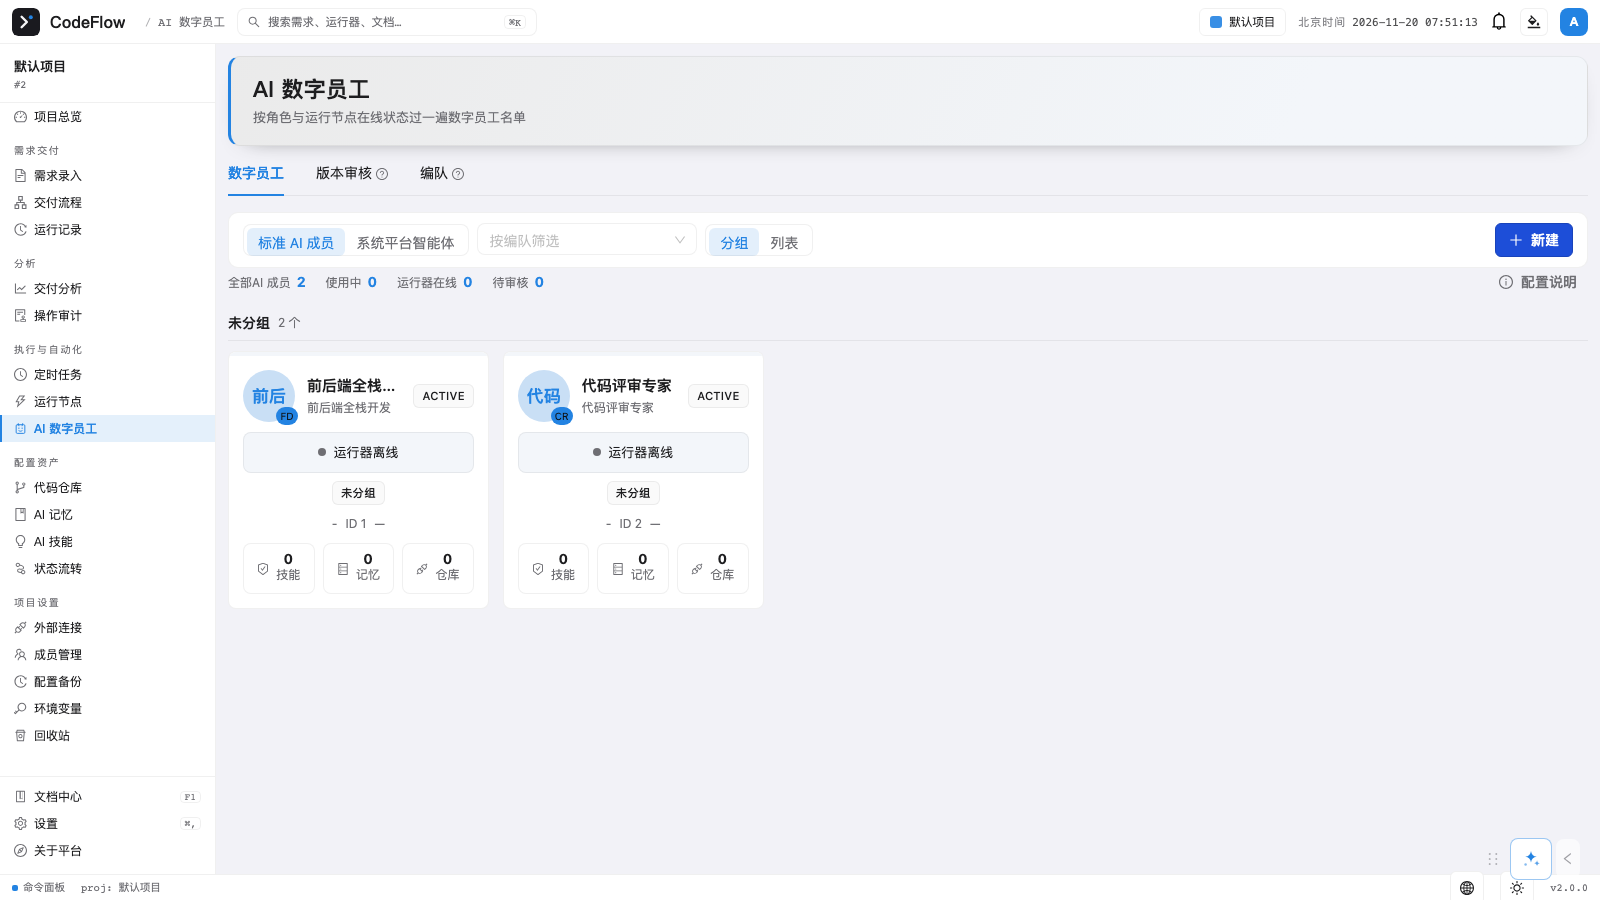 CodeFlow
/ AI 数字员工
搜索需求、运行器、文档...
⌘K
默认项目
北京时间 2026-11-20 07:51:13
A
默认项目
#2
项目总览
需求交付
需求录入
交付流程
运行记录
分析
交付分析
操作审计
执行与自动化
定时任务
运行节点
AI 数字员工
配置资产
代码仓库
AI 记忆
AI 技能
状态流转
项目设置
外部连接
成员管理
配置备份
环境变量
回收站
文档中心 F1
设置 ⌘,
关于平台
AI 数字员工
按角色与运行节点在线状态过一遍数字员工名单
数字员工 版本审核 编队
标准 AI 成员 系统平台智能体 按编队筛选 分组 列表
新建
全部AI 成员 2 使用中 0 运行器在线 0 待审核 0
配置说明
未分组 2 个
前后
FD
前后端全栈...
前后端全栈开发
ACTIVE
运行器离线
未分组
- ID 1 —
0 技能
0 记忆
0 仓库
代码
CR
代码评审专家
代码评审专家
ACTIVE
运行器离线
未分组
- ID 2 —
0 技能
0 记忆
0 仓库
命令面板 proj: 默认项目
v2.0.0